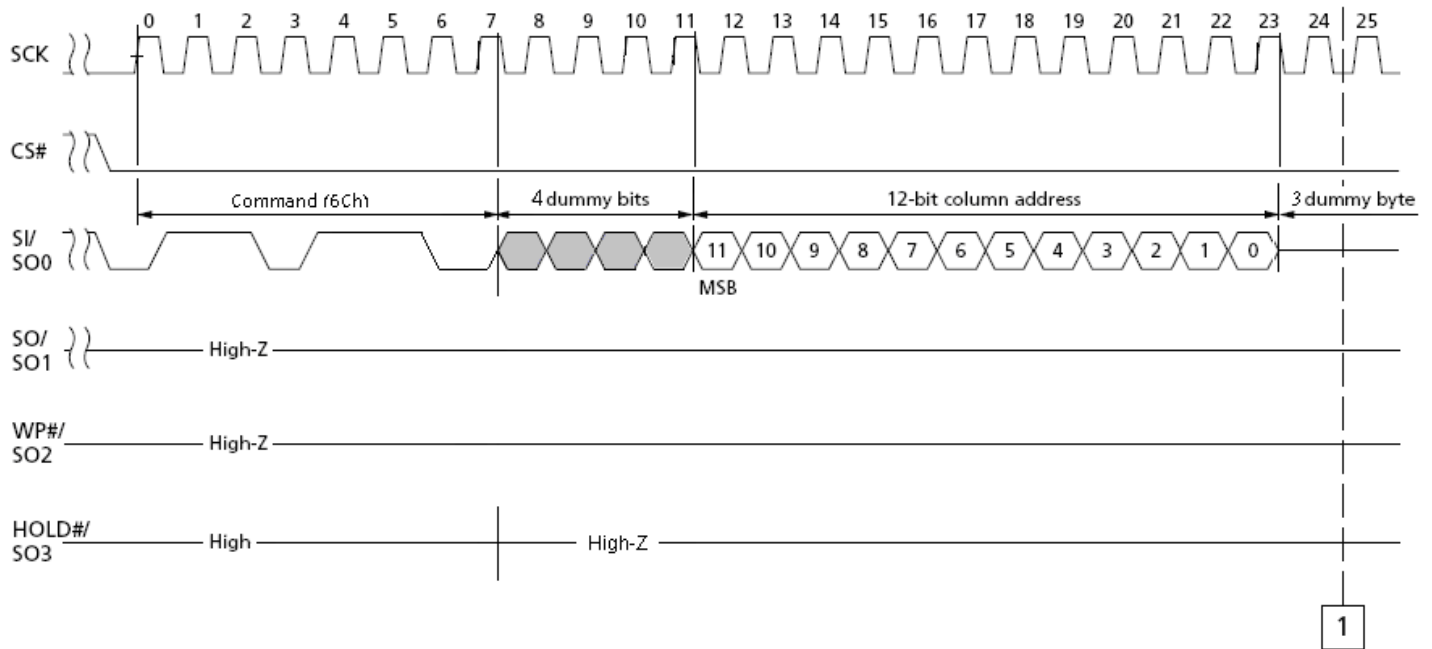 0 1 2 3 4 5 6 7 8 9 10 11 12 13 14 15 16 17 18 19 20 21 22 23 24 25
SCK
CS#
Command (6Ch) 4 dummy bits 12-bit column address 3 dummy byte
SI/
SO0
11 10 9 8 7 6 5 4 3 2 1 0
MSB
SO/
SO1
High-Z
WP#/
SO2
High-Z
HOLD#/
SO3
High High-Z
1